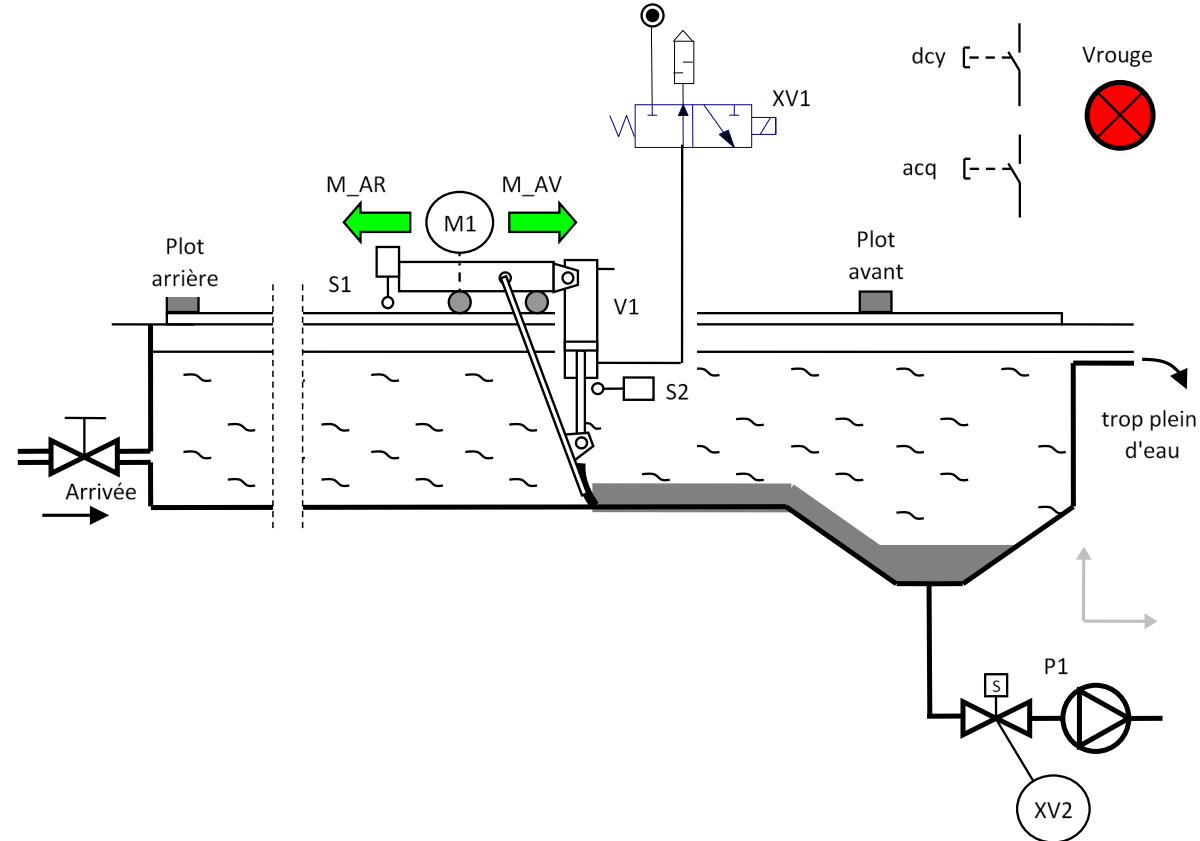 dcy
Vrouge
XV1
acq
M_AR
M_AV
M1
Plot
arrière
Plot
avant
S1
V1
S2
trop plein
d'eau
Arrivée
P1
S
XV2